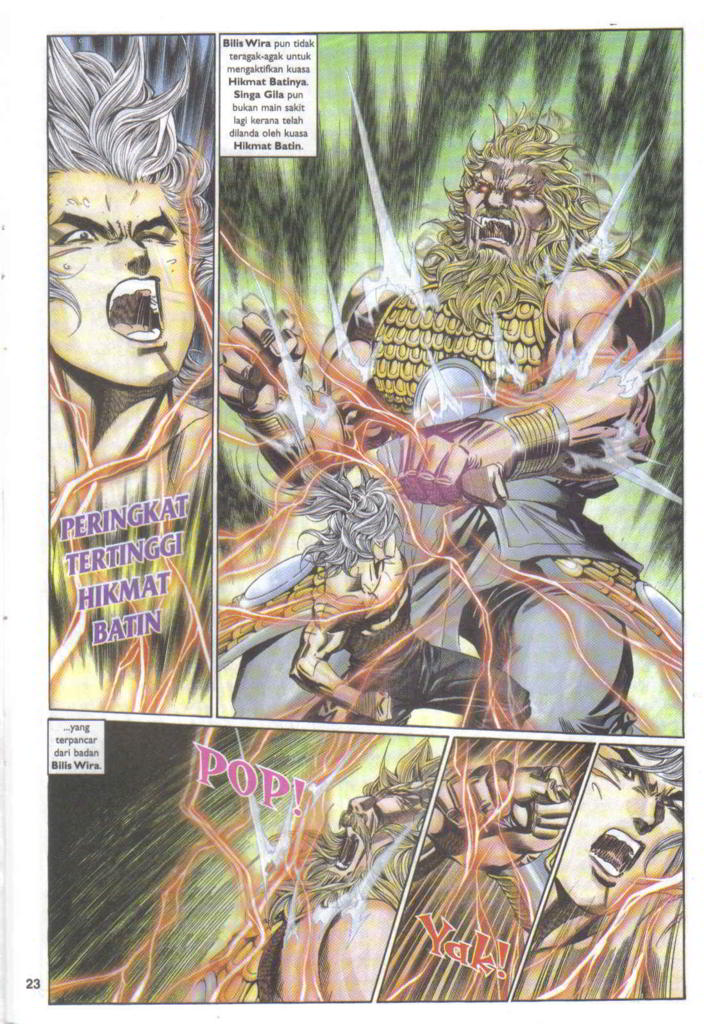 PERINGKAT
TERTINGGI
HIKMAT
BATIN
Bilis Wira pun tidak
teragak-agak untuk
mengaktifkan kuasa
Hikmat Batinya.
Singa Gila pun
bukan main sakit
lagi kerana telah
dilanda oleh kuasa
Hikmat Batin.
...yang
terpancar
dari badan
Bilis Wira.
POP!
Yak!
23